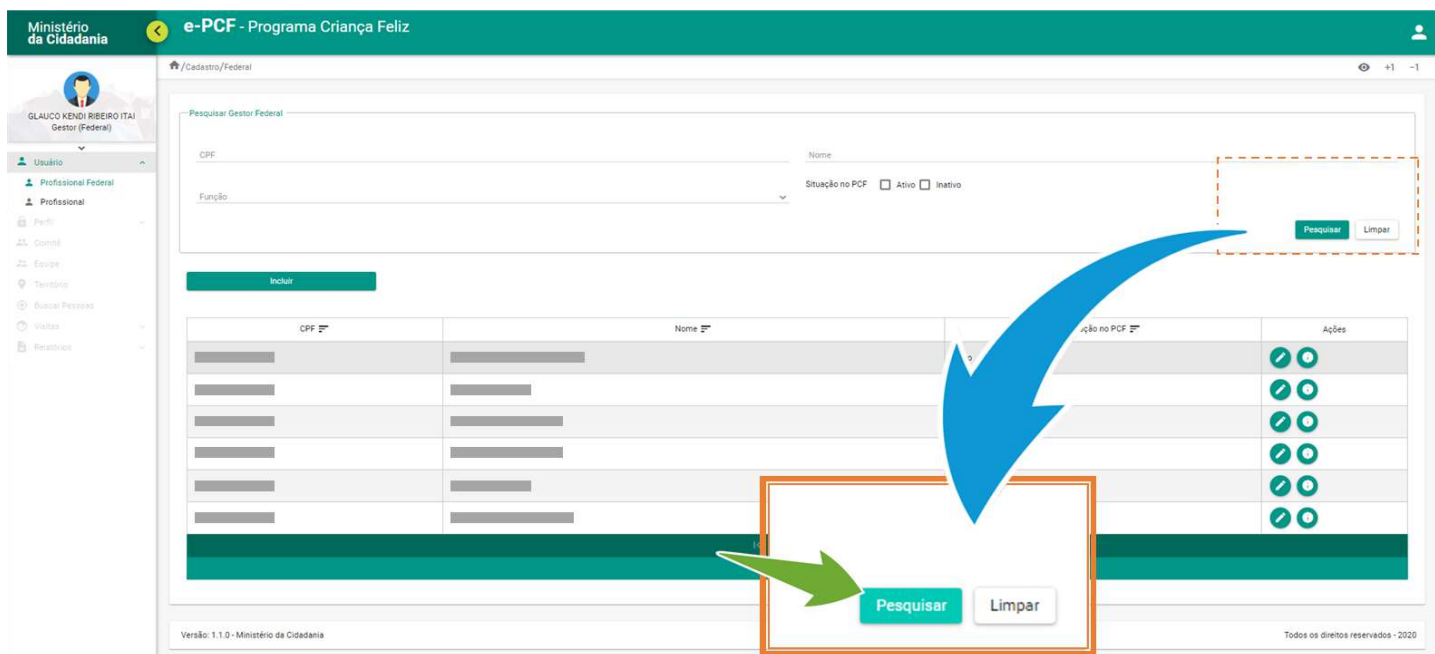 Ministério
da Cidadania
e-PCF - Programa Criança Feliz
/Cadastro/Federal
+1 -1
GLAUCO KENDI RIBEIRO ITAI
Gestor (Federal)
Usuário
Profissional Federal
Profissional
Perfil
Comitê
Equipe
Território
Buscar Pessoas
Visitas
Relatórios
Pesquisar Gestor Federal
CPF
Nome
Função
Situação no PCF Ativo Inativo
Pesquisar Limpar
Incluir
CPF Nome ção no PCF Ações
Pesquisar Limpar
Versão: 1.1.0 - Ministério da Cidadania
Todos os direitos reservados - 2020